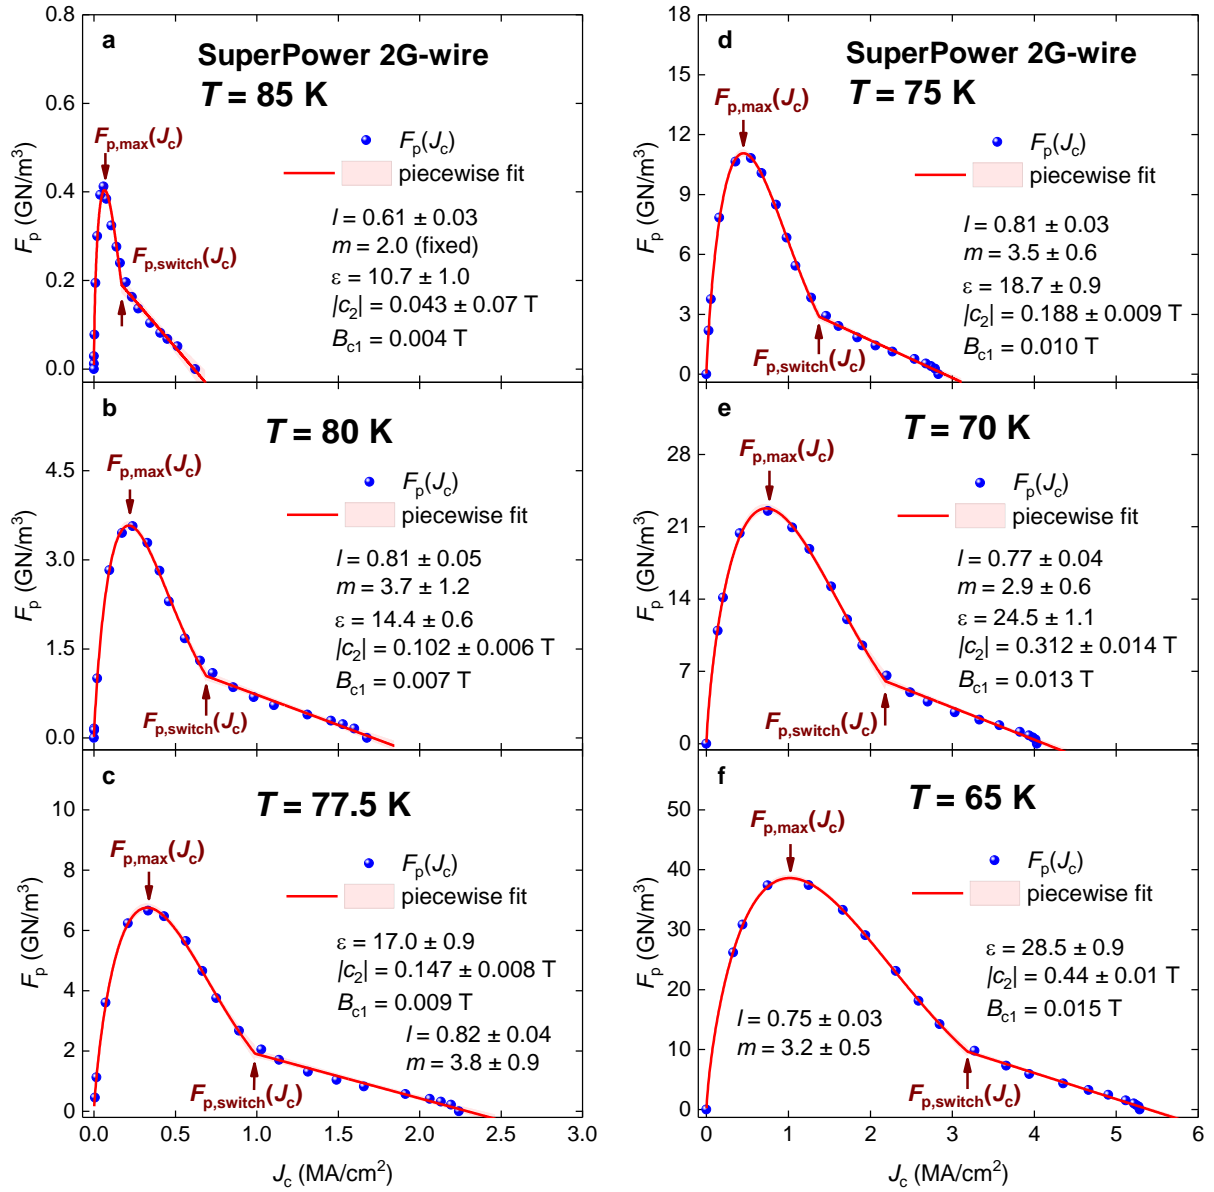 a
SuperPower 2G-wire
T = 85 K
Fp,max(Jc)
Fp(Jc)
piecewise fit
l = 0.61 ± 0.03
m = 2.0 (fixed)
Fp,switch(Jc)
ε = 10.7 ± 1.0
|c2| = 0.043 ± 0.07 T
Bc1 = 0.004 T
Fp (GN/m³)
0.8
0.6
0.4
0.2
0.0
b
T = 80 K
Fp,max(Jc)
Fp(Jc)
piecewise fit
l = 0.81 ± 0.05
m = 3.7 ± 1.2
ε = 14.4 ± 0.6
|c2| = 0.102 ± 0.006 T
Bc1 = 0.007 T
Fp,switch(Jc)
Fp (GN/m³)
4.5
3.0
1.5
0.0
c
T = 77.5 K
Fp,max(Jc)
Fp(Jc)
piecewise fit
ε = 17.0 ± 0.9
|c2| = 0.147 ± 0.008 T
Bc1 = 0.009 T
l = 0.82 ± 0.04
m = 3.8 ± 0.9
Fp,switch(Jc)
Fp (GN/m³)
10
8
6
4
2
0
0.0 0.5 1.0 1.5 2.0 2.5 3.0
Jc (MA/cm²)
d
SuperPower 2G-wire
T = 75 K
Fp,max(Jc)
Fp(Jc)
piecewise fit
l = 0.81 ± 0.03
m = 3.5 ± 0.6
ε = 18.7 ± 0.9
|c2| = 0.188 ± 0.009 T
Bc1 = 0.010 T
Fp,switch(Jc)
Fp (GN/m³)
18
15
12
9
6
3
0
e
T = 70 K
Fp,max(Jc)
Fp(Jc)
piecewise fit
l = 0.77 ± 0.04
m = 2.9 ± 0.6
ε = 24.5 ± 1.1
|c2| = 0.312 ± 0.014 T
Bc1 = 0.013 T
Fp,switch(Jc)
Fp (GN/m³)
28
21
14
7
0
f
T = 65 K
Fp,max(Jc)
Fp(Jc)
piecewise fit
ε = 28.5 ± 0.9
|c2| = 0.44 ± 0.01 T
Bc1 = 0.015 T
l = 0.75 ± 0.03
m = 3.2 ± 0.5
Fp,switch(Jc)
Fp (GN/m³)
50
40
30
20
10
0
0 1 2 3 4 5 6
Jc (MA/cm²)